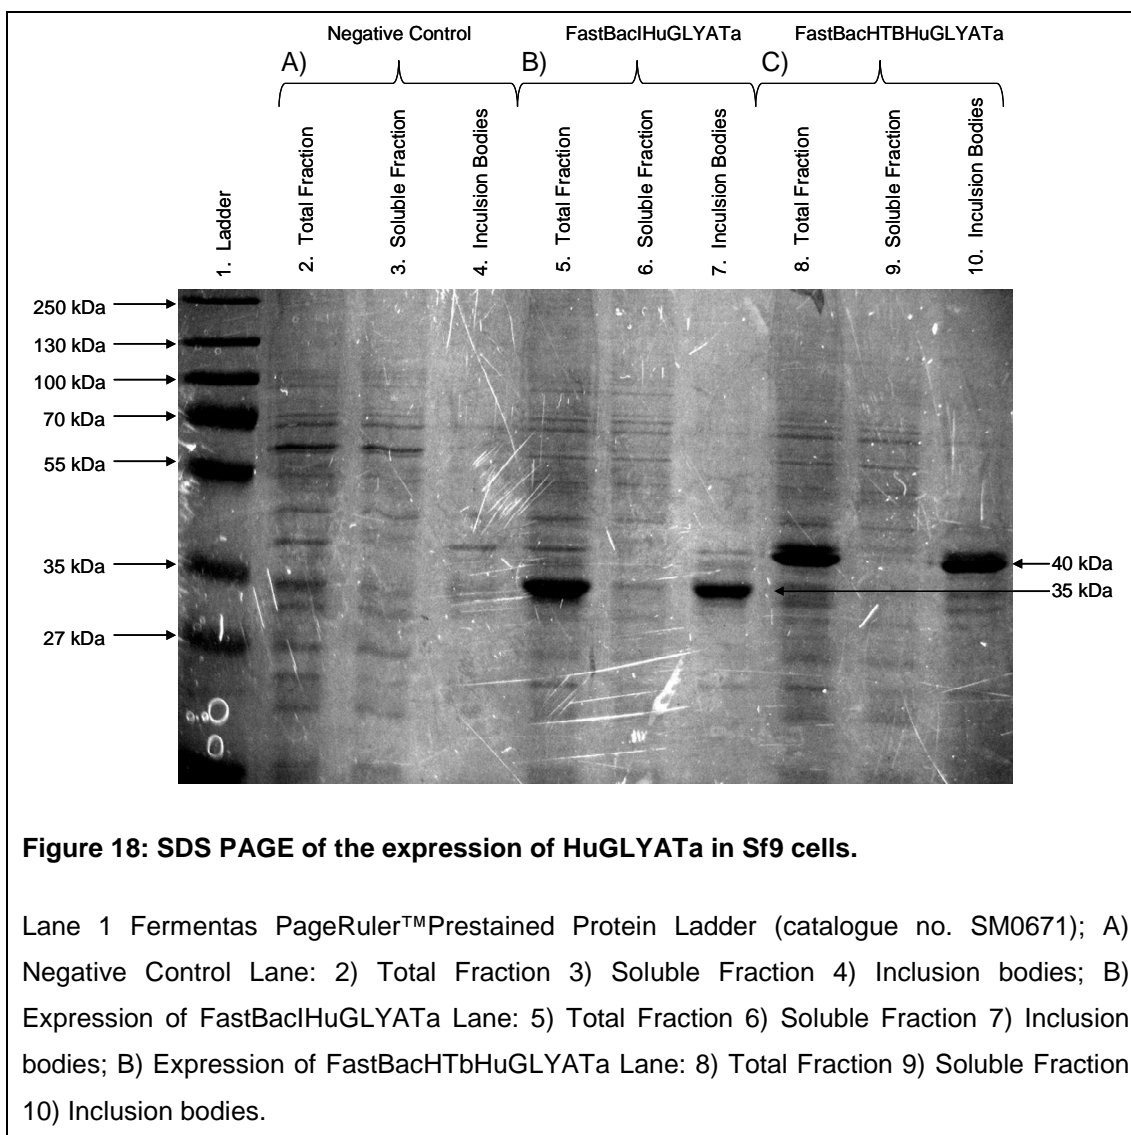 Negative Control
FastBacIHuGLYATa
FastBacHTBHuGLYATa
A)
B)
C)
1. Ladder
2. Total Fraction
3. Soluble Fraction
4. Inculsion Bodies
5. Total Fraction
6. Soluble Fraction
7. Inculsion Bodies
8. Total Fraction
9. Soluble Fraction
10. Inculsion Bodies
250 kDa
130 kDa
100 kDa
70 kDa
55 kDa
35 kDa
27 kDa
40 kDa
35 kDa
Figure 18: SDS PAGE of the expression of HuGLYATa in Sf9 cells.
Lane 1 Fermentas PageRuler™Prestained Protein Ladder (catalogue no. SM0671); A)
Negative Control Lane: 2) Total Fraction 3) Soluble Fraction 4) Inclusion bodies; B)
Expression of FastBacIHuGLYATa Lane: 5) Total Fraction 6) Soluble Fraction 7) Inclusion
bodies; B) Expression of FastBacHTbHuGLYATa Lane: 8) Total Fraction 9) Soluble Fraction
10) Inclusion bodies.